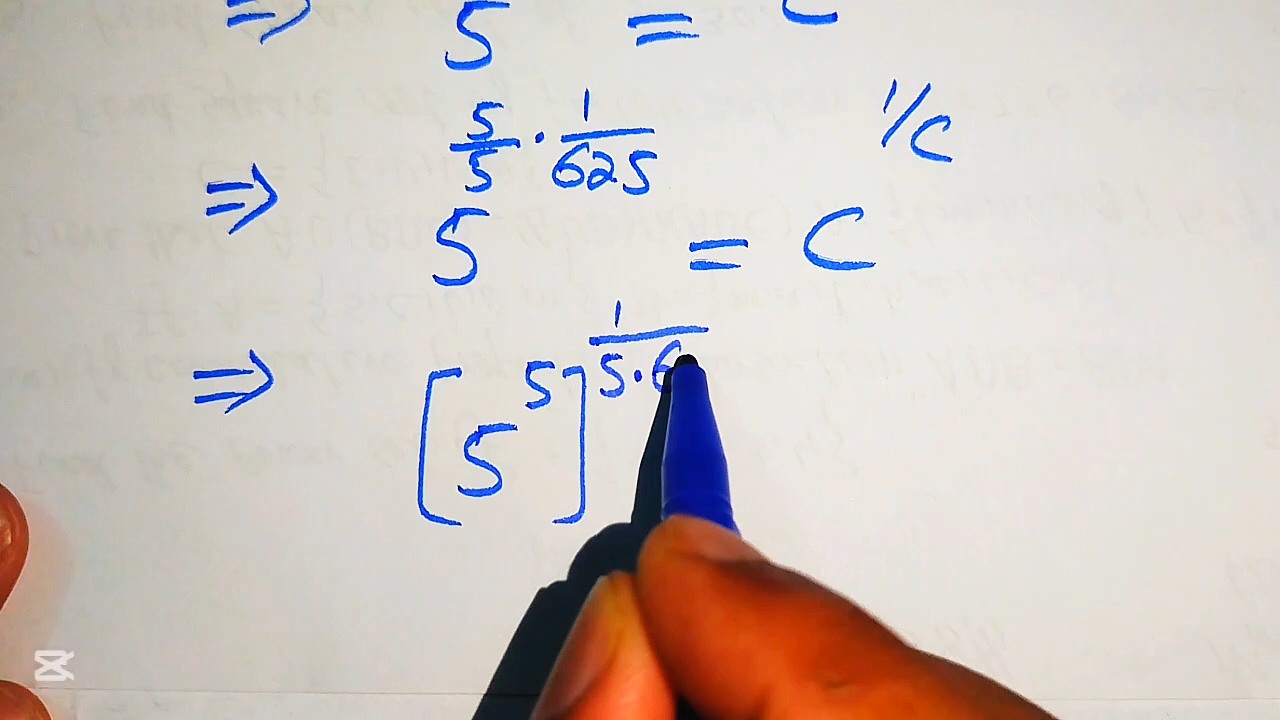 ⇒ 5 = C
5/5 · 1/625 1/C
⇒ 5 = C
1/5·6
⇒ [5^5]